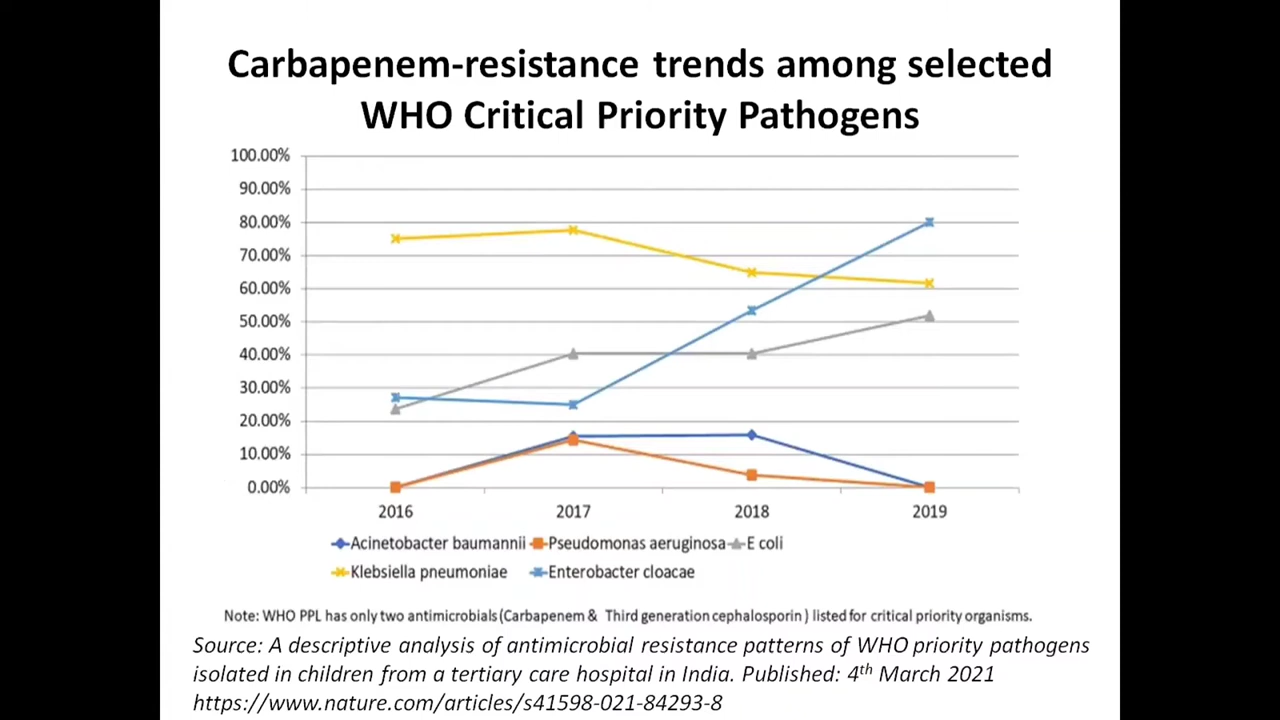 Carbapenem-resistance trends among selected
WHO Critical Priority Pathogens
100.00%
90.00%
80.00%
70.00%
60.00%
50.00%
40.00%
30.00%
20.00%
10.00%
0.00%
2016 2017 2018 2019
Acinetobacter baumannii Pseudomonas aeruginosa E coli
Klebsiella pneumoniae Enterobacter cloacae
Note: WHO PPL has only two antimicrobials (Carbapenem & Third generation cephalosporin ) listed for critical priority organisms.
Source: A descriptive analysis of antimicrobial resistance patterns of WHO priority pathogens
isolated in children from a tertiary care hospital in India. Published: 4th March 2021
https://www.nature.com/articles/s41598-021-84293-8